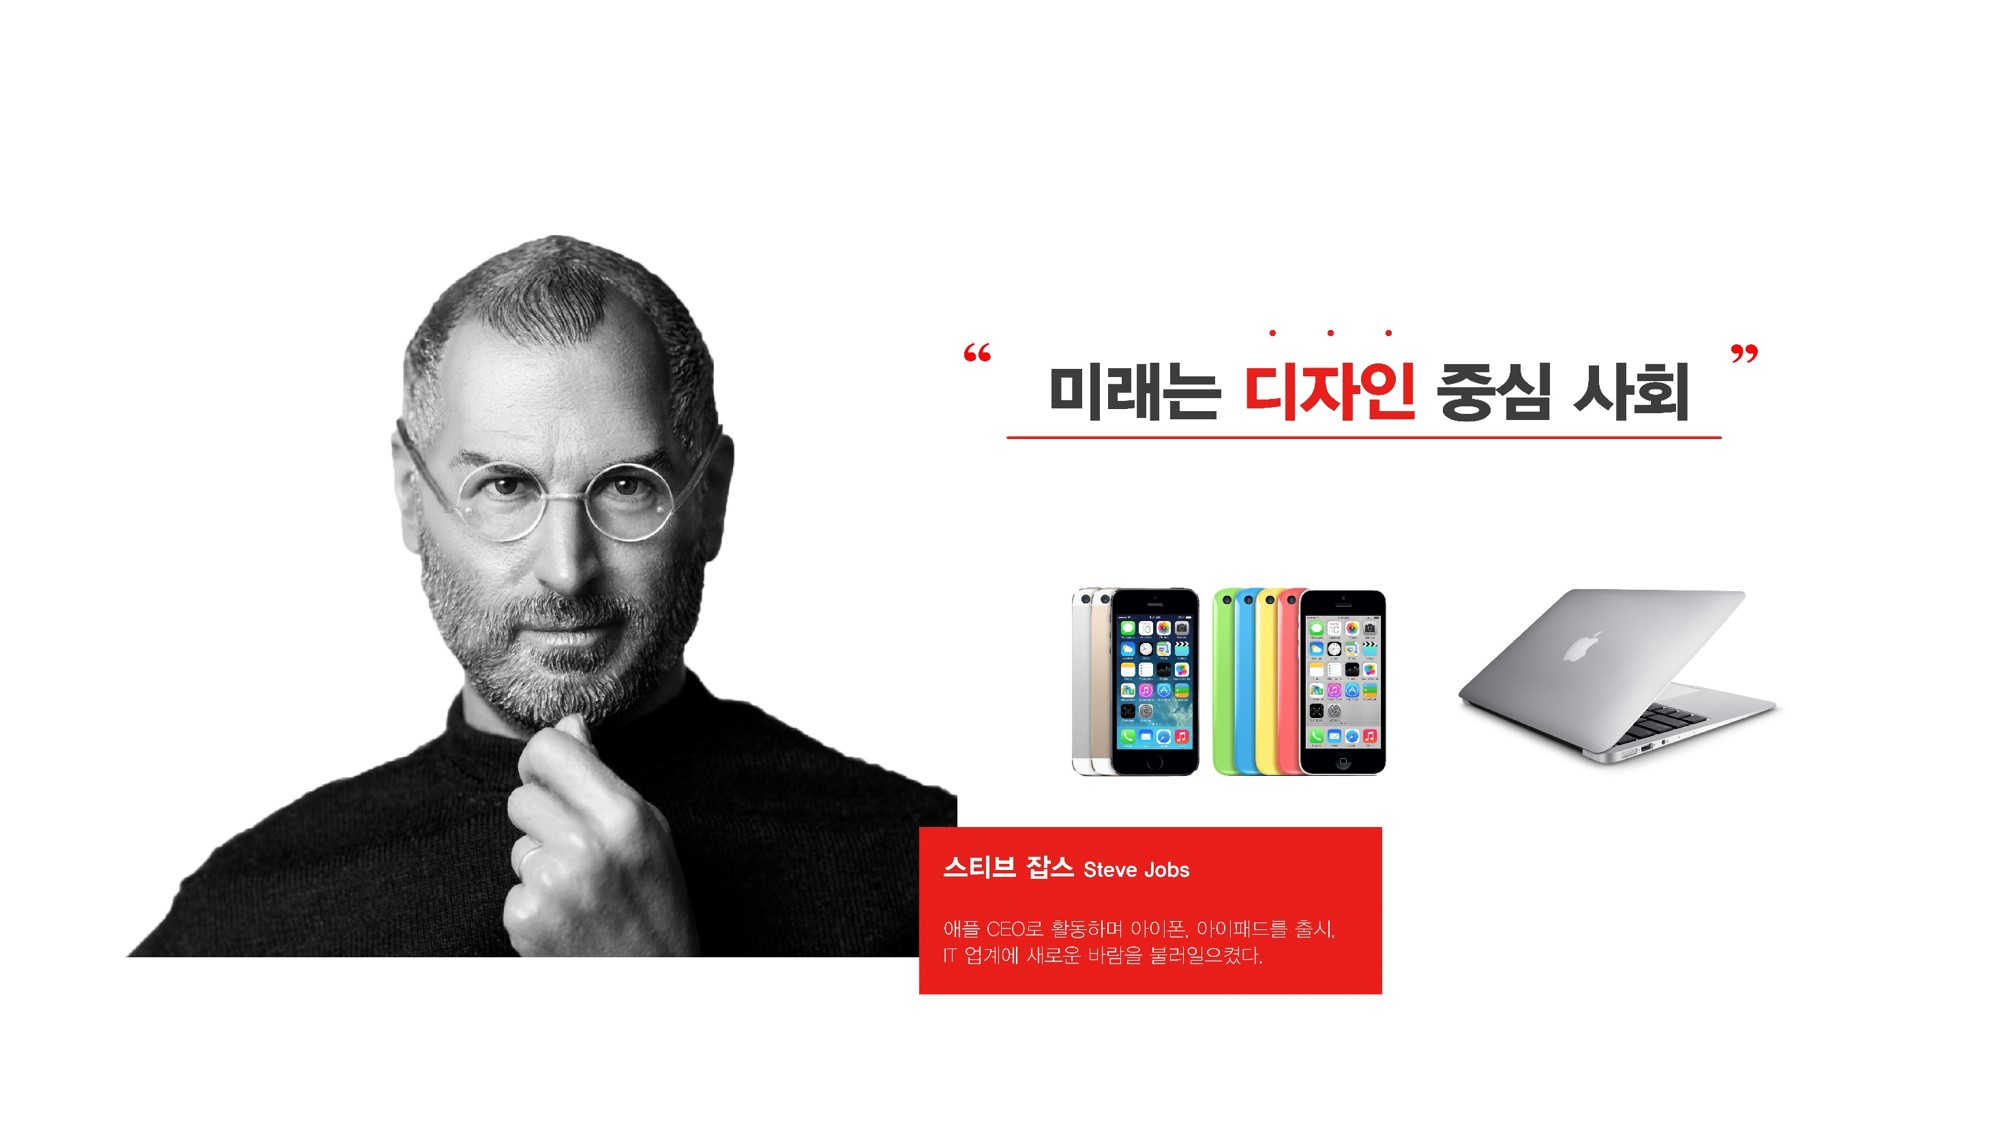 “ 미래는 디자인 중심 사회 ”
스티브 잡스 Steve Jobs
애플 CEO로 활동하며 아이폰, 아이패드를 출시,
IT 업계에 새로운 바람을 불러일으켰다.